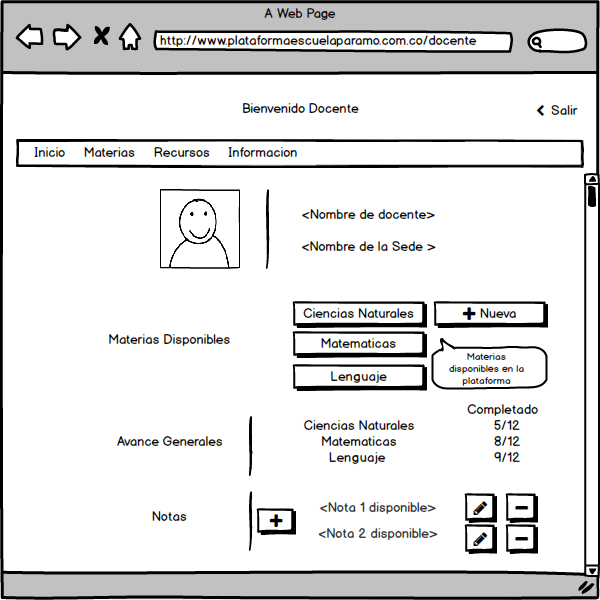 A Web Page
http://www.plataformaescuelaparamo.com.co/docente
Bienvenido Docente
Salir
Inicio Materias Recursos Informacion
<Nombre de docente>
<Nombre de la Sede >
Materias Disponibles
Ciencias Naturales
Nueva
Matematicas
Lenguaje
Materias
disponibles en la
plataforma
Completado
Avance Generales
Ciencias Naturales 5/12
Matematicas 8/12
Lenguaje 9/12
Notas
<Nota 1 disponible>
<Nota 2 disponible>